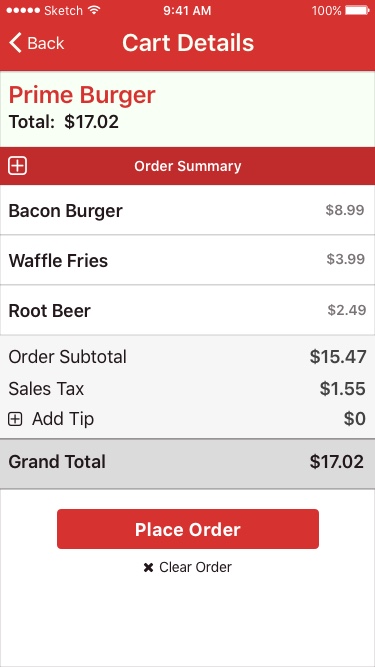 Sketch 9:41 AM 100%
Back Cart Details
Prime Burger
Total: $17.02
Order Summary
Bacon Burger $8.99
Waffle Fries $3.99
Root Beer $2.49
Order Subtotal $15.47
Sales Tax $1.55
Add Tip $0
Grand Total $17.02
Place Order
Clear Order